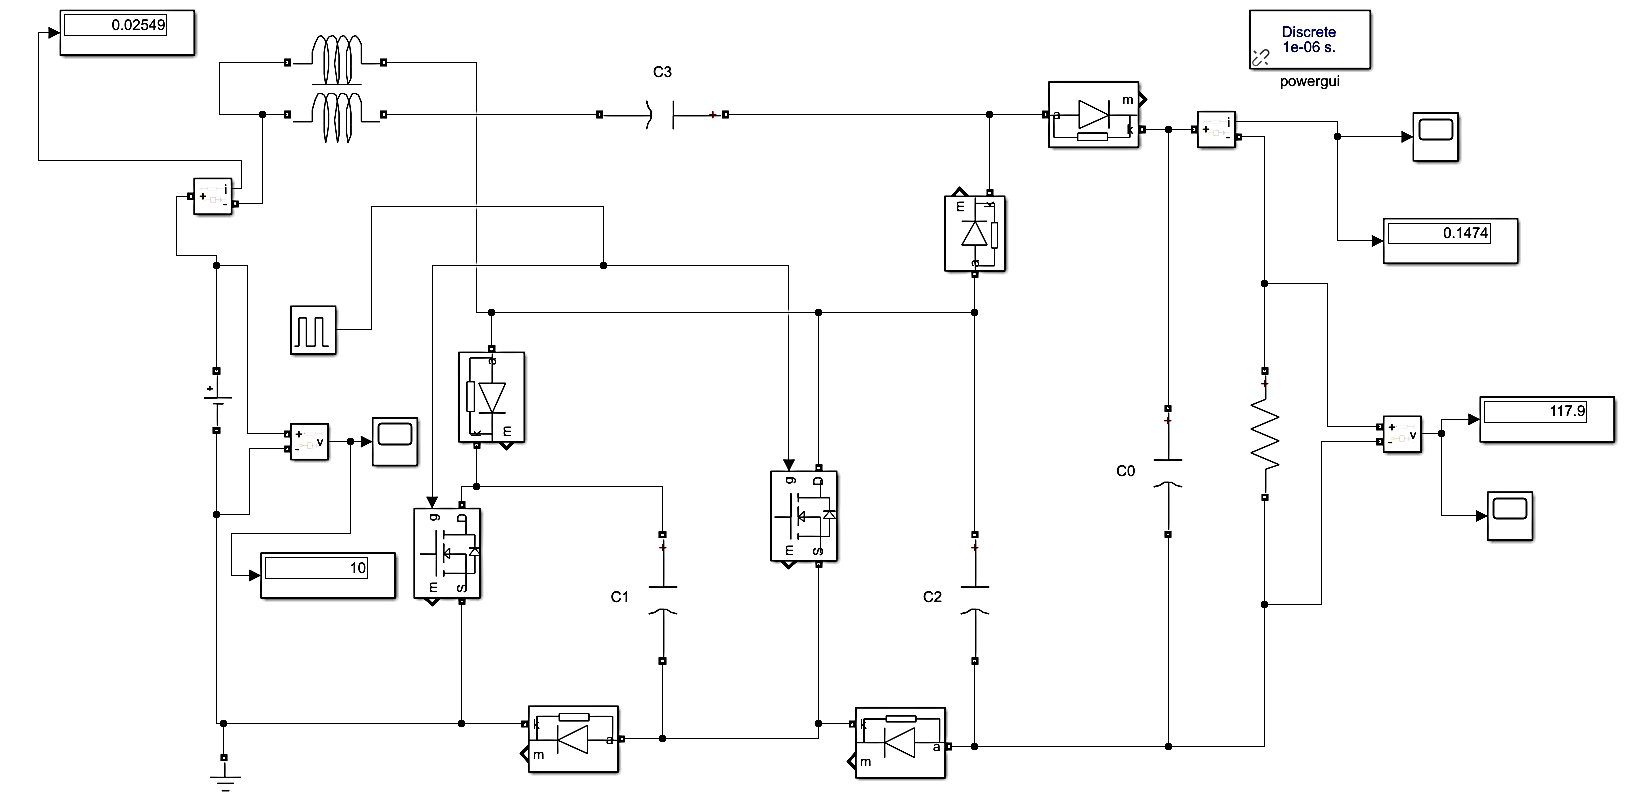 0.02549
Discrete
1e-06 s.
powergui
C3
m
a
k
+
i
-
i
+
-
m
k
a
0.1474
a
k
m
+
+
-
v
117.9
+
-
v
C0
g
D
m
S
g
D
m
S
10
C1
C2
k
a
m
k
a
m